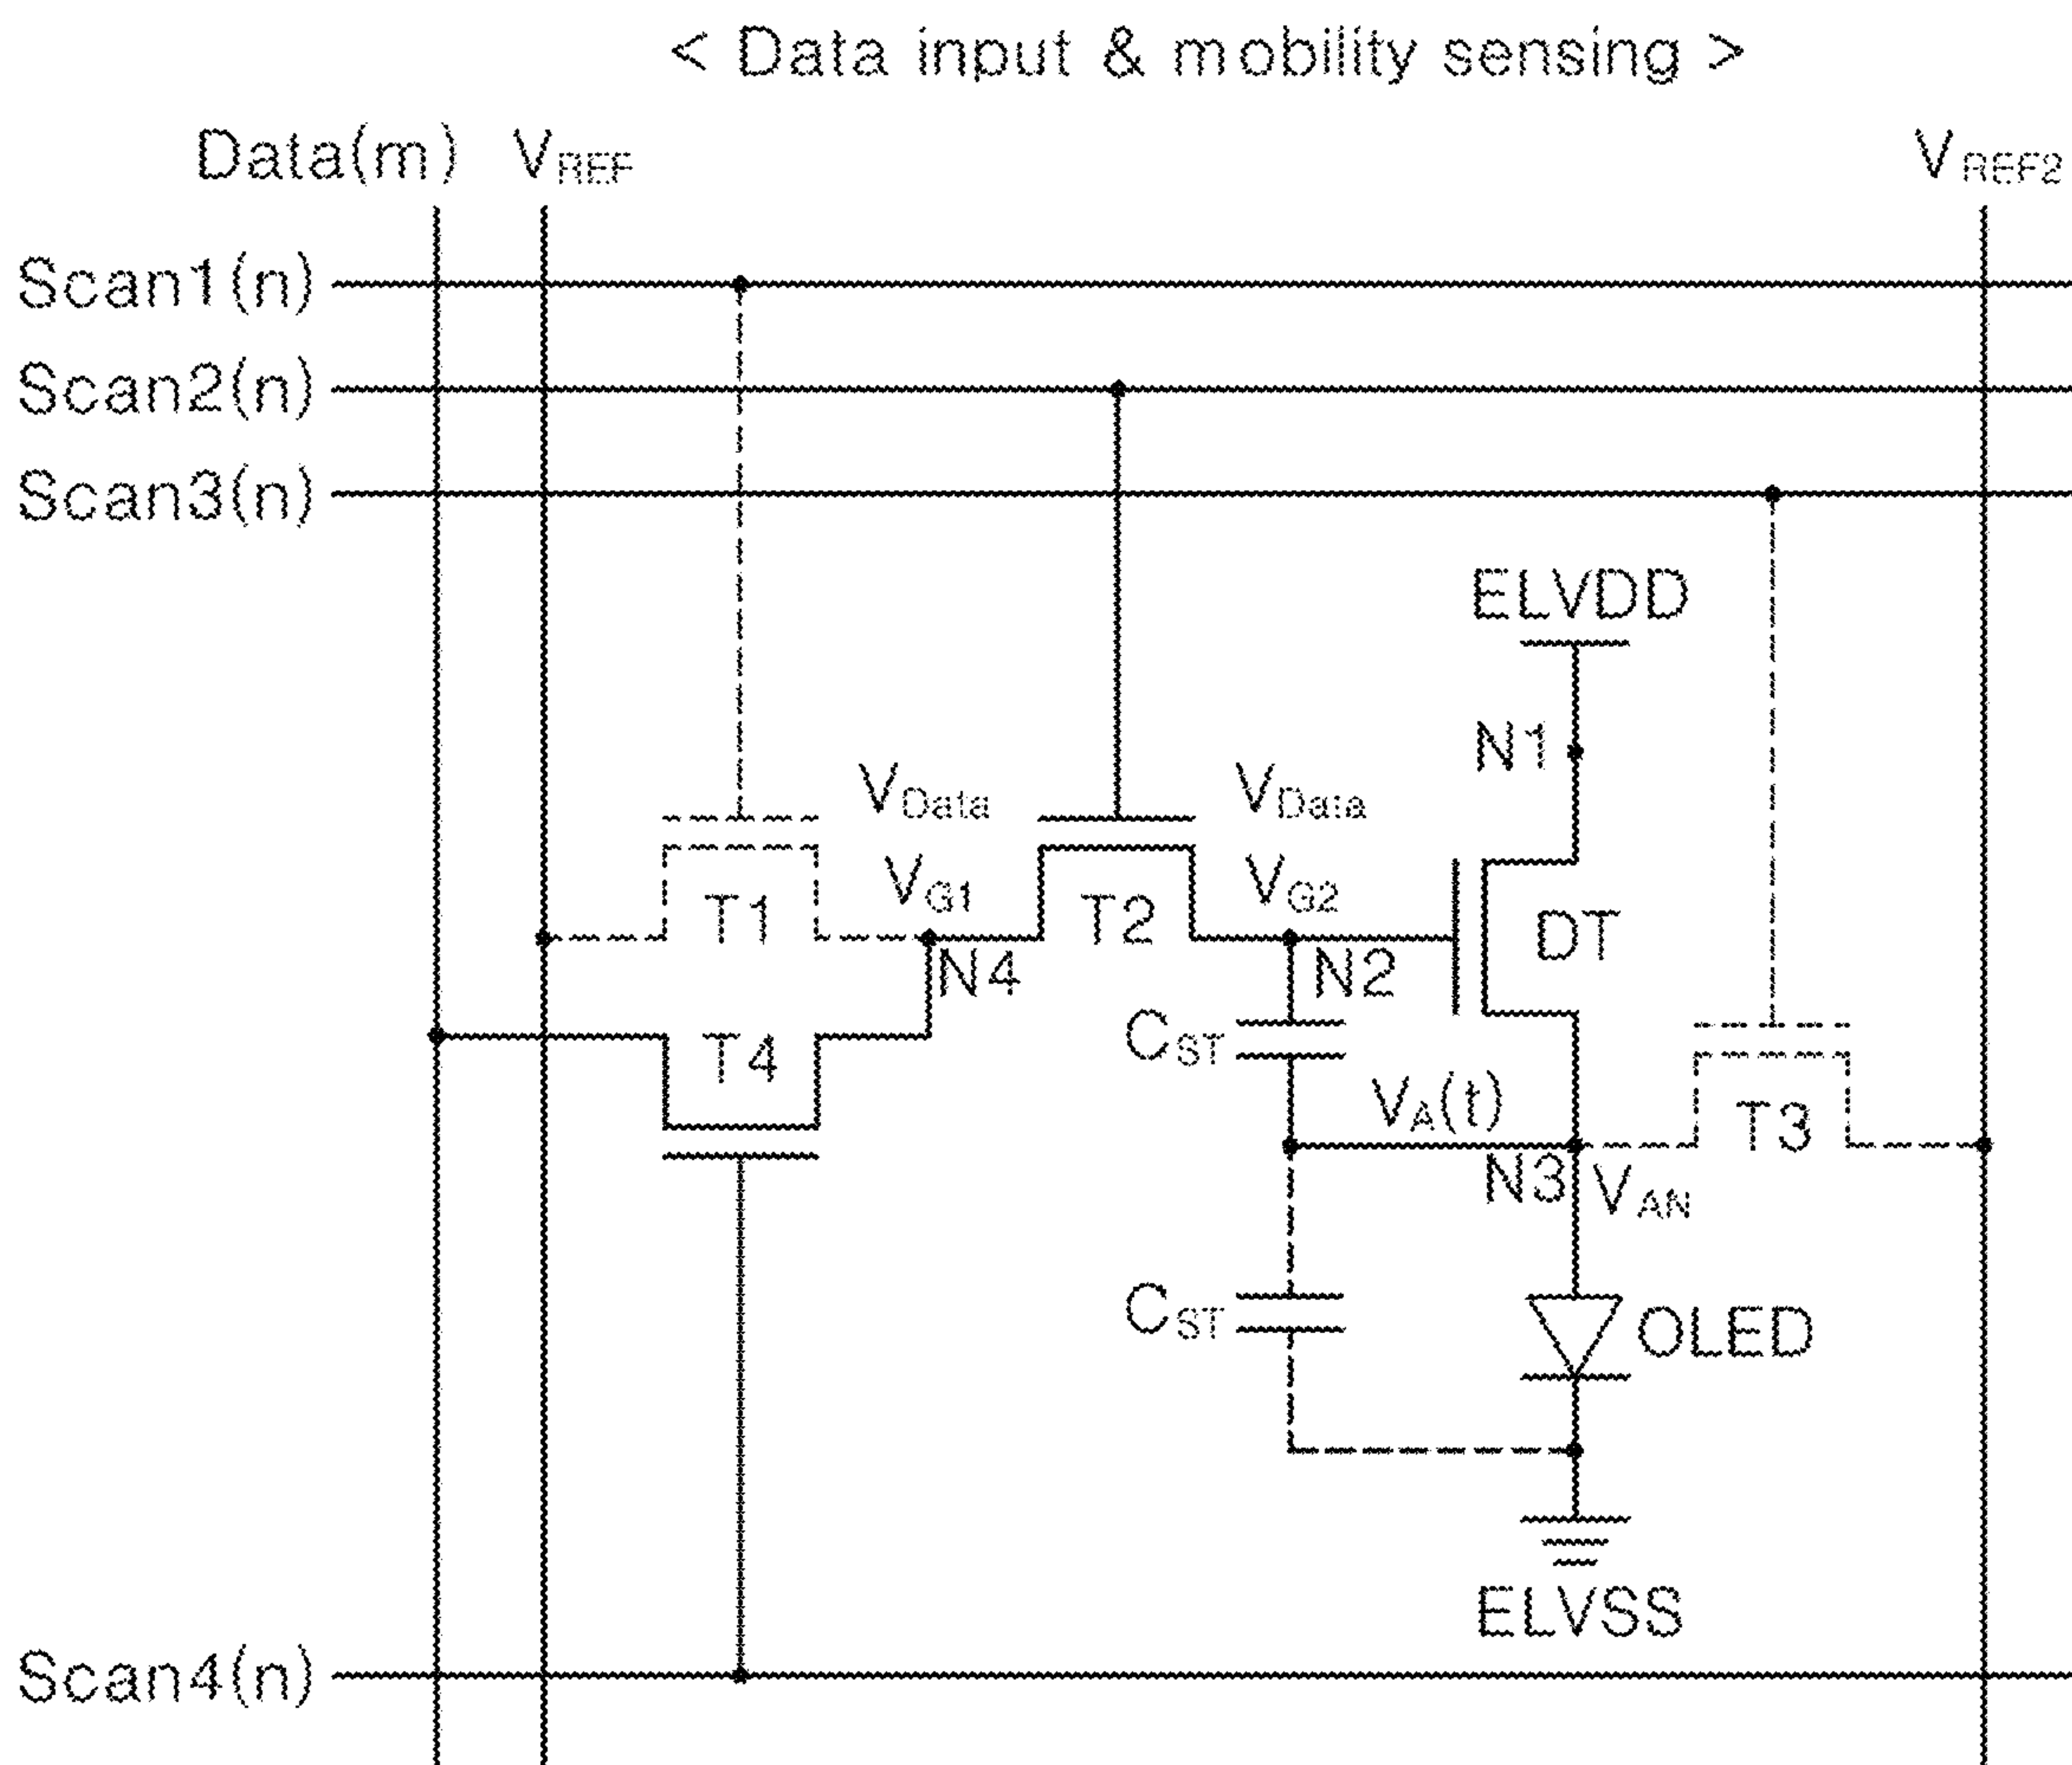 < Data input & mobility sensing >
Data(m) VREF VREF2
Scan1(n)
Scan2(n)
Scan3(n)
ELVDD
N1
VData VData
VG1 VG2
T1 T2 DT
N4 N2
CST T4
VA(t) T3
N3 VAN
CST OLED
ELVSS
Scan4(n)